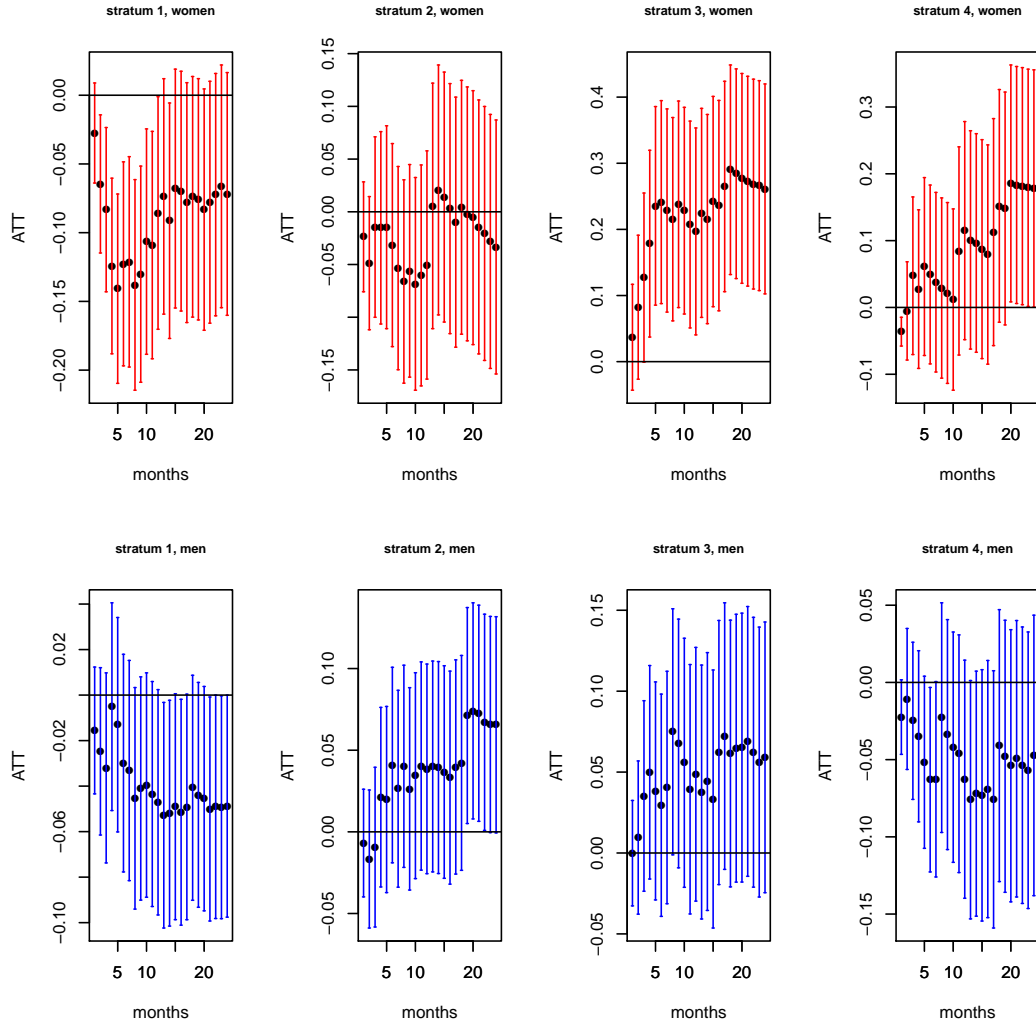 stratum 1, women
stratum 2, women
stratum 3, women
stratum 4, women
ATT
0.00
−0.05
−0.10
−0.15
−0.20
5
10
20
months
ATT
0.15
0.10
0.05
0.00
−0.05
−0.15
5
10
20
months
ATT
0.4
0.3
0.2
0.1
0.0
5
10
20
months
ATT
0.3
0.2
0.1
0.0
−0.1
5
10
20
months
stratum 1, men
stratum 2, men
stratum 3, men
stratum 4, men
ATT
0.02
−0.02
−0.06
−0.10
5
10
20
months
ATT
0.10
0.05
0.00
−0.05
5
10
20
months
ATT
0.15
0.10
0.05
0.00
−0.05
5
10
20
months
ATT
0.05
0.00
−0.05
−0.10
−0.15
5
10
20
months